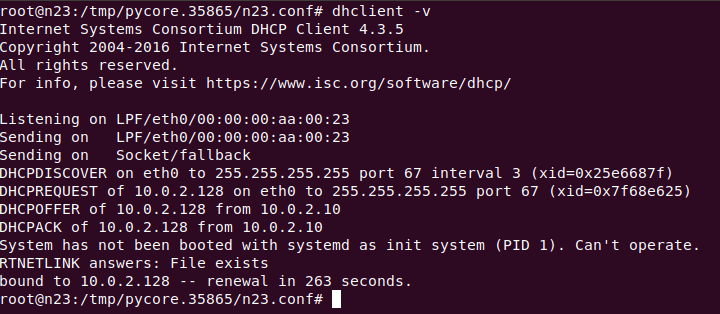 root@n23:/tmp/pycore.35865/n23.conf# dhclient -v
Internet Systems Consortium DHCP Client 4.3.5
Copyright 2004-2016 Internet Systems Consortium.
All rights reserved.
For info, please visit https://www.isc.org/software/dhcp/

Listening on LPF/eth0/00:00:00:aa:00:23
Sending on   LPF/eth0/00:00:00:aa:00:23
Sending on   Socket/fallback
DHCPDISCOVER on eth0 to 255.255.255.255 port 67 interval 3 (xid=0x25e6687f)
DHCPREQUEST of 10.0.2.128 on eth0 to 255.255.255.255 port 67 (xid=0x7f68e625)
DHCPOFFER of 10.0.2.128 from 10.0.2.10
DHCPACK of 10.0.2.128 from 10.0.2.10
System has not been booted with systemd as init system (PID 1). Can't operate.
RTNETLINK answers: File exists
bound to 10.0.2.128 -- renewal in 263 seconds.
root@n23:/tmp/pycore.35865/n23.conf#